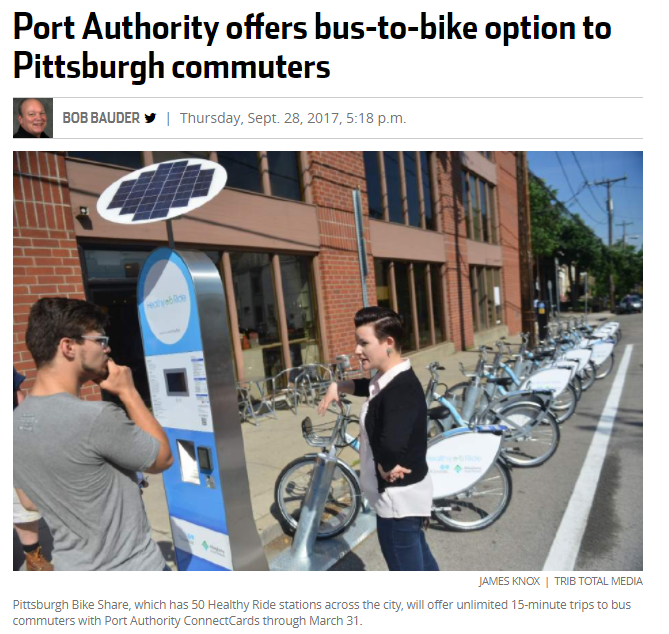 Port Authority offers bus-to-bike option to
Pittsburgh commuters
BOB BAUDER | Thursday, Sept. 28, 2017, 5:18 p.m.
Healthy Ride
JAMES KNOX | TRIB TOTAL MEDIA
Pittsburgh Bike Share, which has 50 Healthy Ride stations across the city, will offer unlimited 15-minute trips to bus
commuters with Port Authority ConnectCards through March 31.